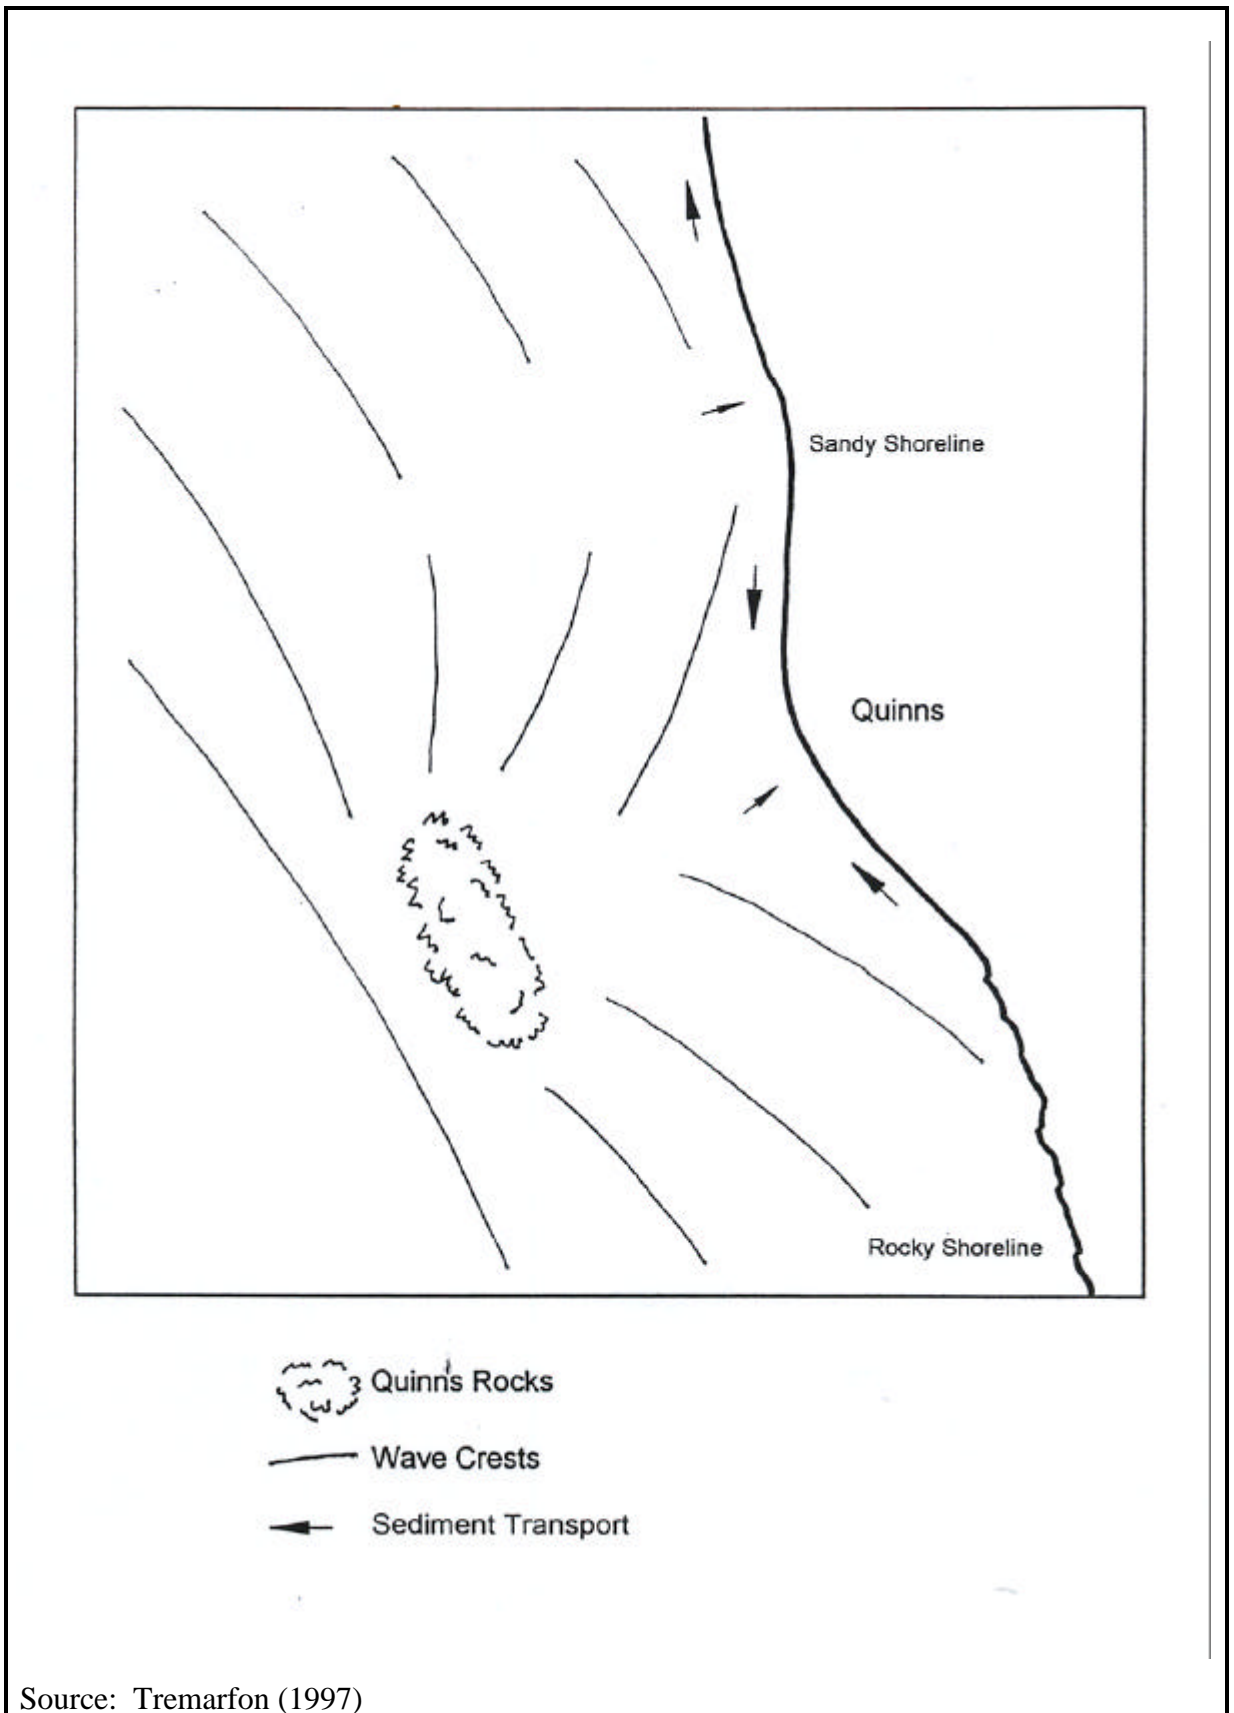 Sandy Shoreline
Quinns
Rocky Shoreline
Quinn's Rocks
Wave Crests
Sediment Transport
Source: Tremarfon (1997)